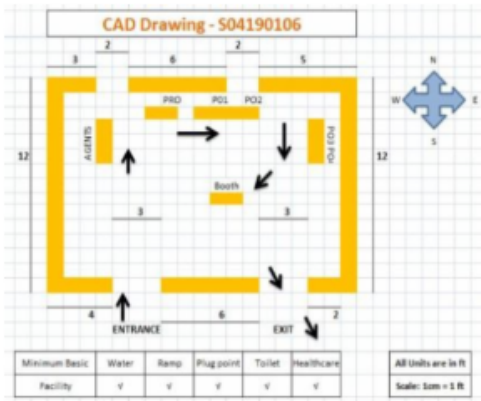 CAD Drawing - S04190106
2 2
3 6 5
N
W E
S
PRO PO1 PO2
AGENTS
PO3
12 12
Booth
3 3
4 6 2
ENTRANCE EXIT
Minimum Basic Water Ramp Plug point Toilet Healthcare
Facility √ √ √ √ √
All Units are in ft
Scale: 1cm = 1 ft